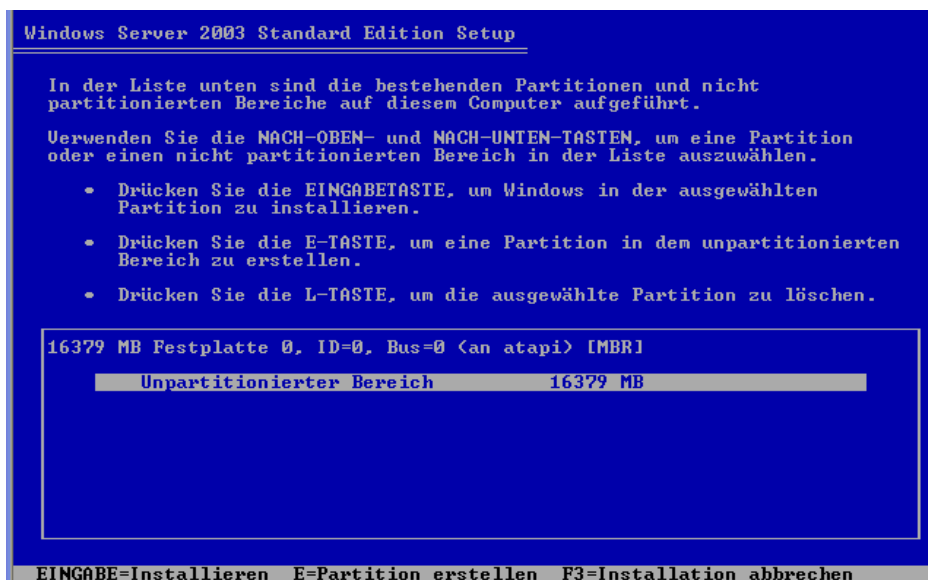 Windows Server 2003 Standard Edition Setup
In der Liste unten sind die bestehenden Partitionen und nicht
partitionierten Bereiche auf diesem Computer aufgeführt.
Verwenden Sie die NACH-OBEN- und NACH-UNTEN-TASTEN, um eine Partition
oder einen nicht partitionierten Bereich in der Liste auszuwählen.
• Drücken Sie die EINGABETASTE, um Windows in der ausgewählten
Partition zu installieren.
• Drücken Sie die E-TASTE, um eine Partition in dem unpartitionierten
Bereich zu erstellen.
• Drücken Sie die L-TASTE, um die ausgewählte Partition zu löschen.
16379 MB Festplatte 0, ID=0, Bus=0 (an atapi) [MBR]
Unpartitionierter Bereich 16379 MB
EINGABE=Installieren E=Partition erstellen F3=Installation abbrechen